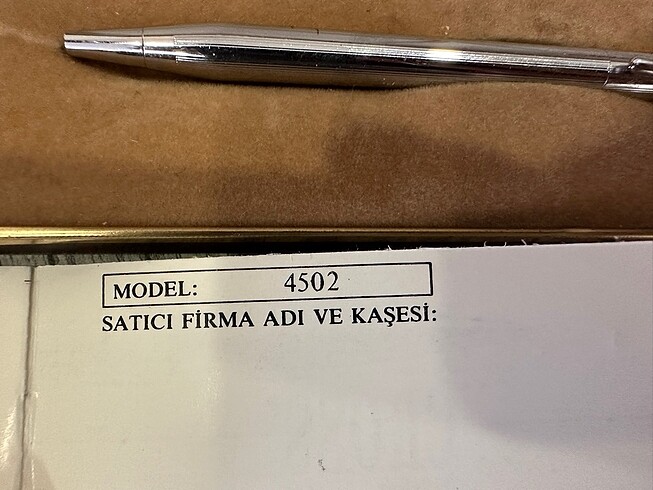 MODEL: 4502
SATICI FİRMA ADI VE KAŞESİ: